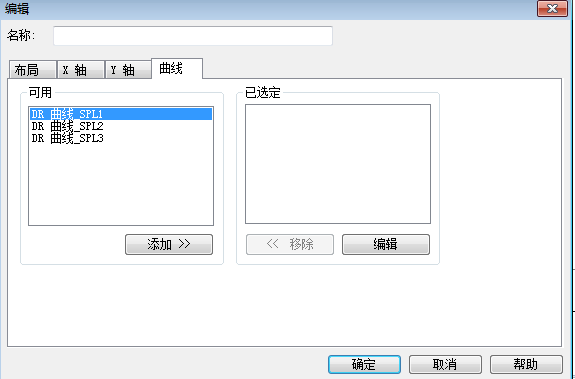 编辑
名称:
布局 X 轴 Y 轴 曲线
可用 已选定
DR 曲线_SPL1
DR 曲线_SPL2
DR 曲线_SPL3
添加 >> << 移除 编辑
确定 取消 帮助